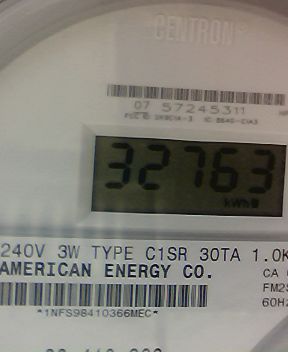 CENTRON®
07 57245311
32763
kWh
240V 3W TYPE C1SR 30TA 1.0K
AMERICAN ENERGY CO.
CA
FM2S
60HZ
*1NFS98410366MEC*